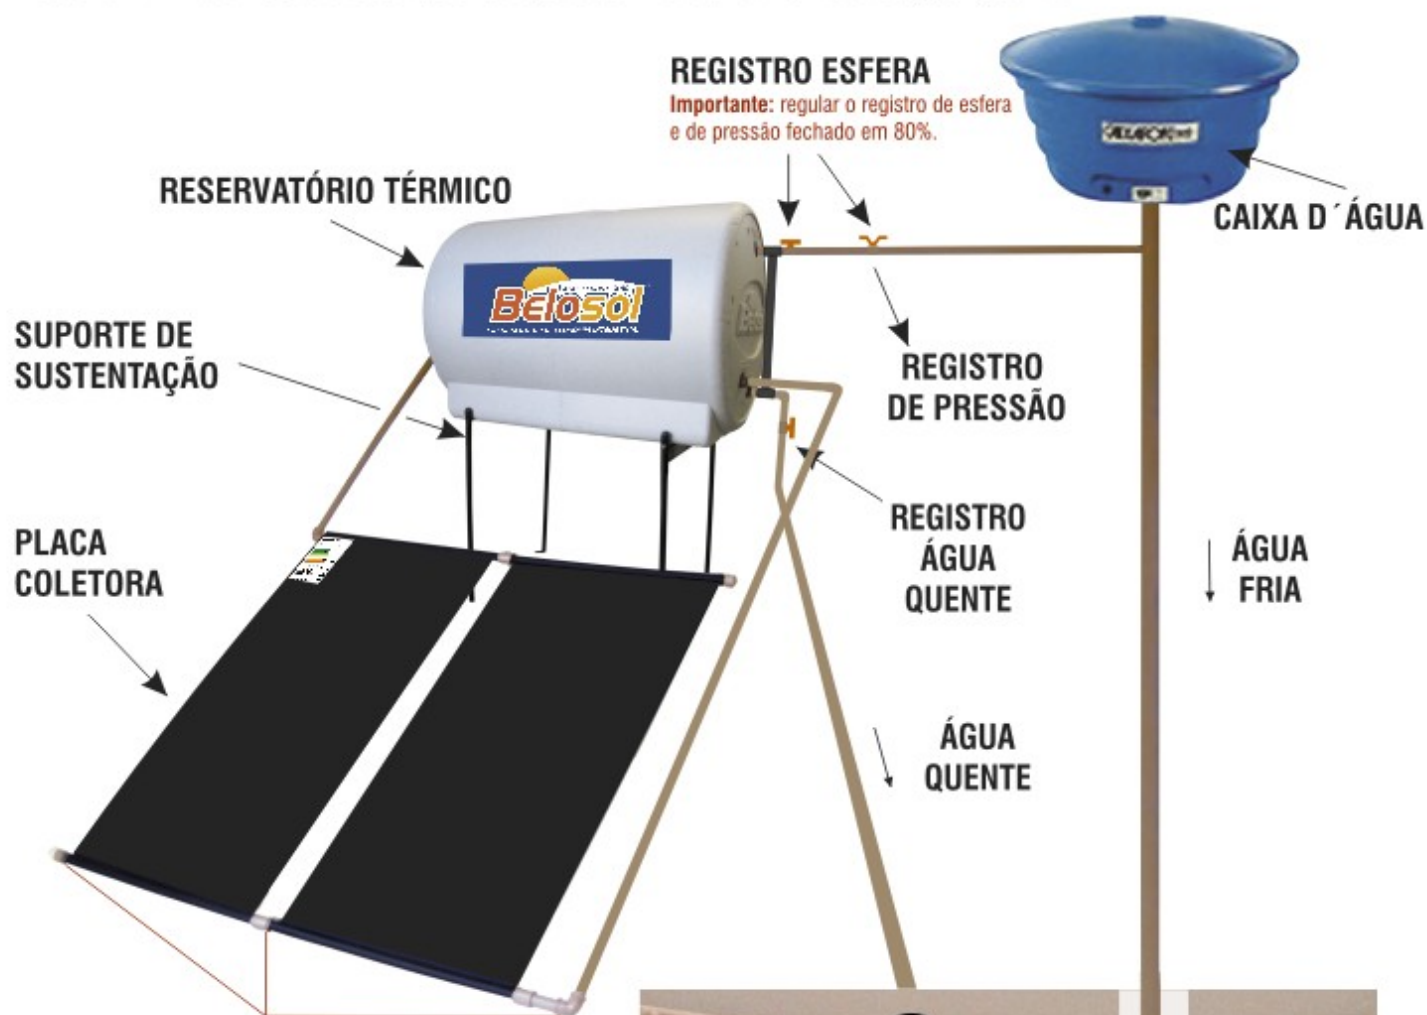 REGISTRO ESFERA
Importante: regular o registro de esfera
e de pressão fechado em 80%.
RESERVATÓRIO TÉRMICO
CAIXA D´ÁGUA
Belosol
SUPORTE DE
SUSTENTAÇÃO
REGISTRO
DE PRESSÃO
PLACA
COLETORA
REGISTRO
ÁGUA
QUENTE
ÁGUA
FRIA
ÁGUA
QUENTE